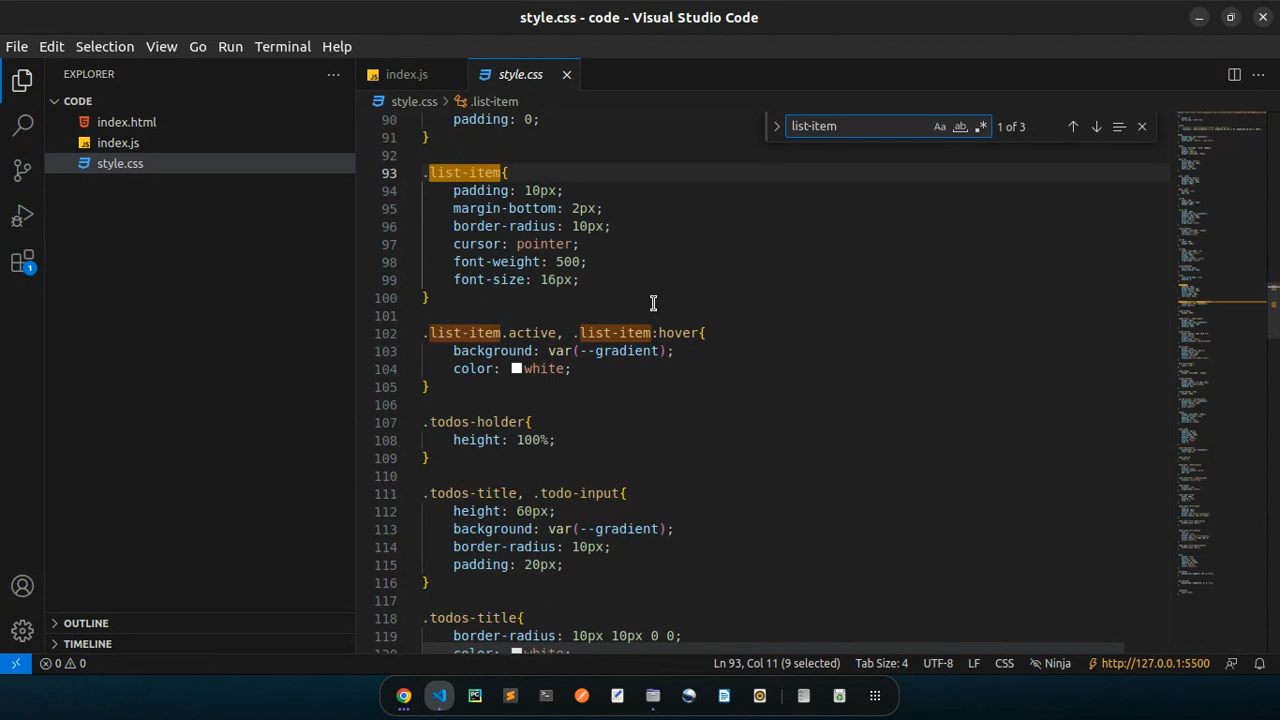 style.css - code - Visual Studio Code
File Edit Selection View Go Run Terminal Help
EXPLORER
CODE
index.html
index.js
style.css
OUTLINE
TIMELINE
1
index.js style.css
style.css .list-item
list-item Aa ab 1 of 3
90 padding: 0;
91 }
92
93 .list-item{
94 padding: 10px;
95 margin-bottom: 2px;
96 border-radius: 10px;
97 cursor: pointer;
98 font-weight: 500;
99 font-size: 16px;
100 }
101
102 .list-item.active, .list-item:hover{
103 background: var(--gradient);
104 color: white;
105 }
106
107 .todos-holder{
108 height: 100%;
109 }
110
111 .todos-title, .todo-input{
112 height: 60px;
113 background: var(--gradient);
114 border-radius: 10px;
115 padding: 20px;
116 }
117
118 .todos-title{
119 border-radius: 10px 10px 0 0;
120 color: white;
0 0 Ln 93, Col 11 (9 selected) Tab Size: 4 UTF-8 LF CSS Ninja http://127.0.0.1:5500